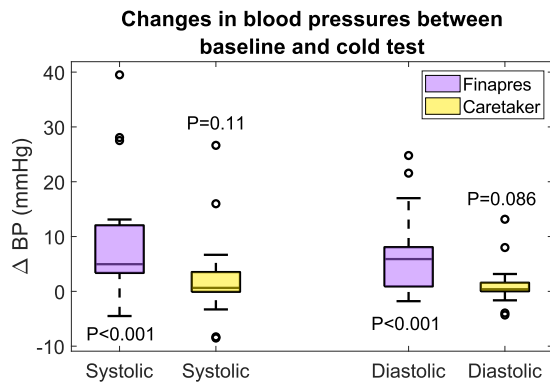 Changes in blood pressures between
baseline and cold test
Δ BP (mmHg)
40
30
20
10
0
-10
Finapres
Caretaker
P=0.11
P=0.086
P<0.001
P<0.001
Systolic
Systolic
Diastolic
Diastolic